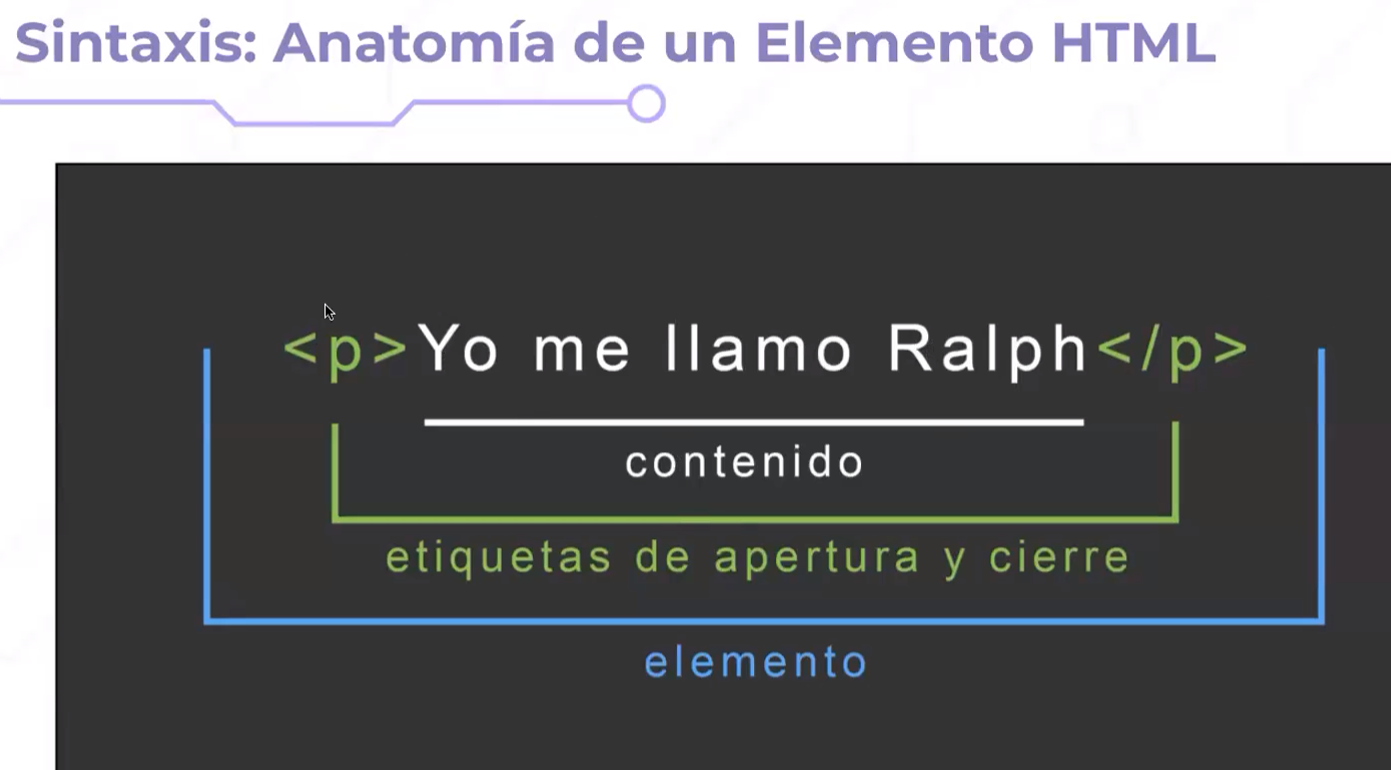 Sintaxis: Anatomía de un Elemento HTML
<p>Yo me llamo Ralph</p>
contenido
etiquetas de apertura y cierre
elemento